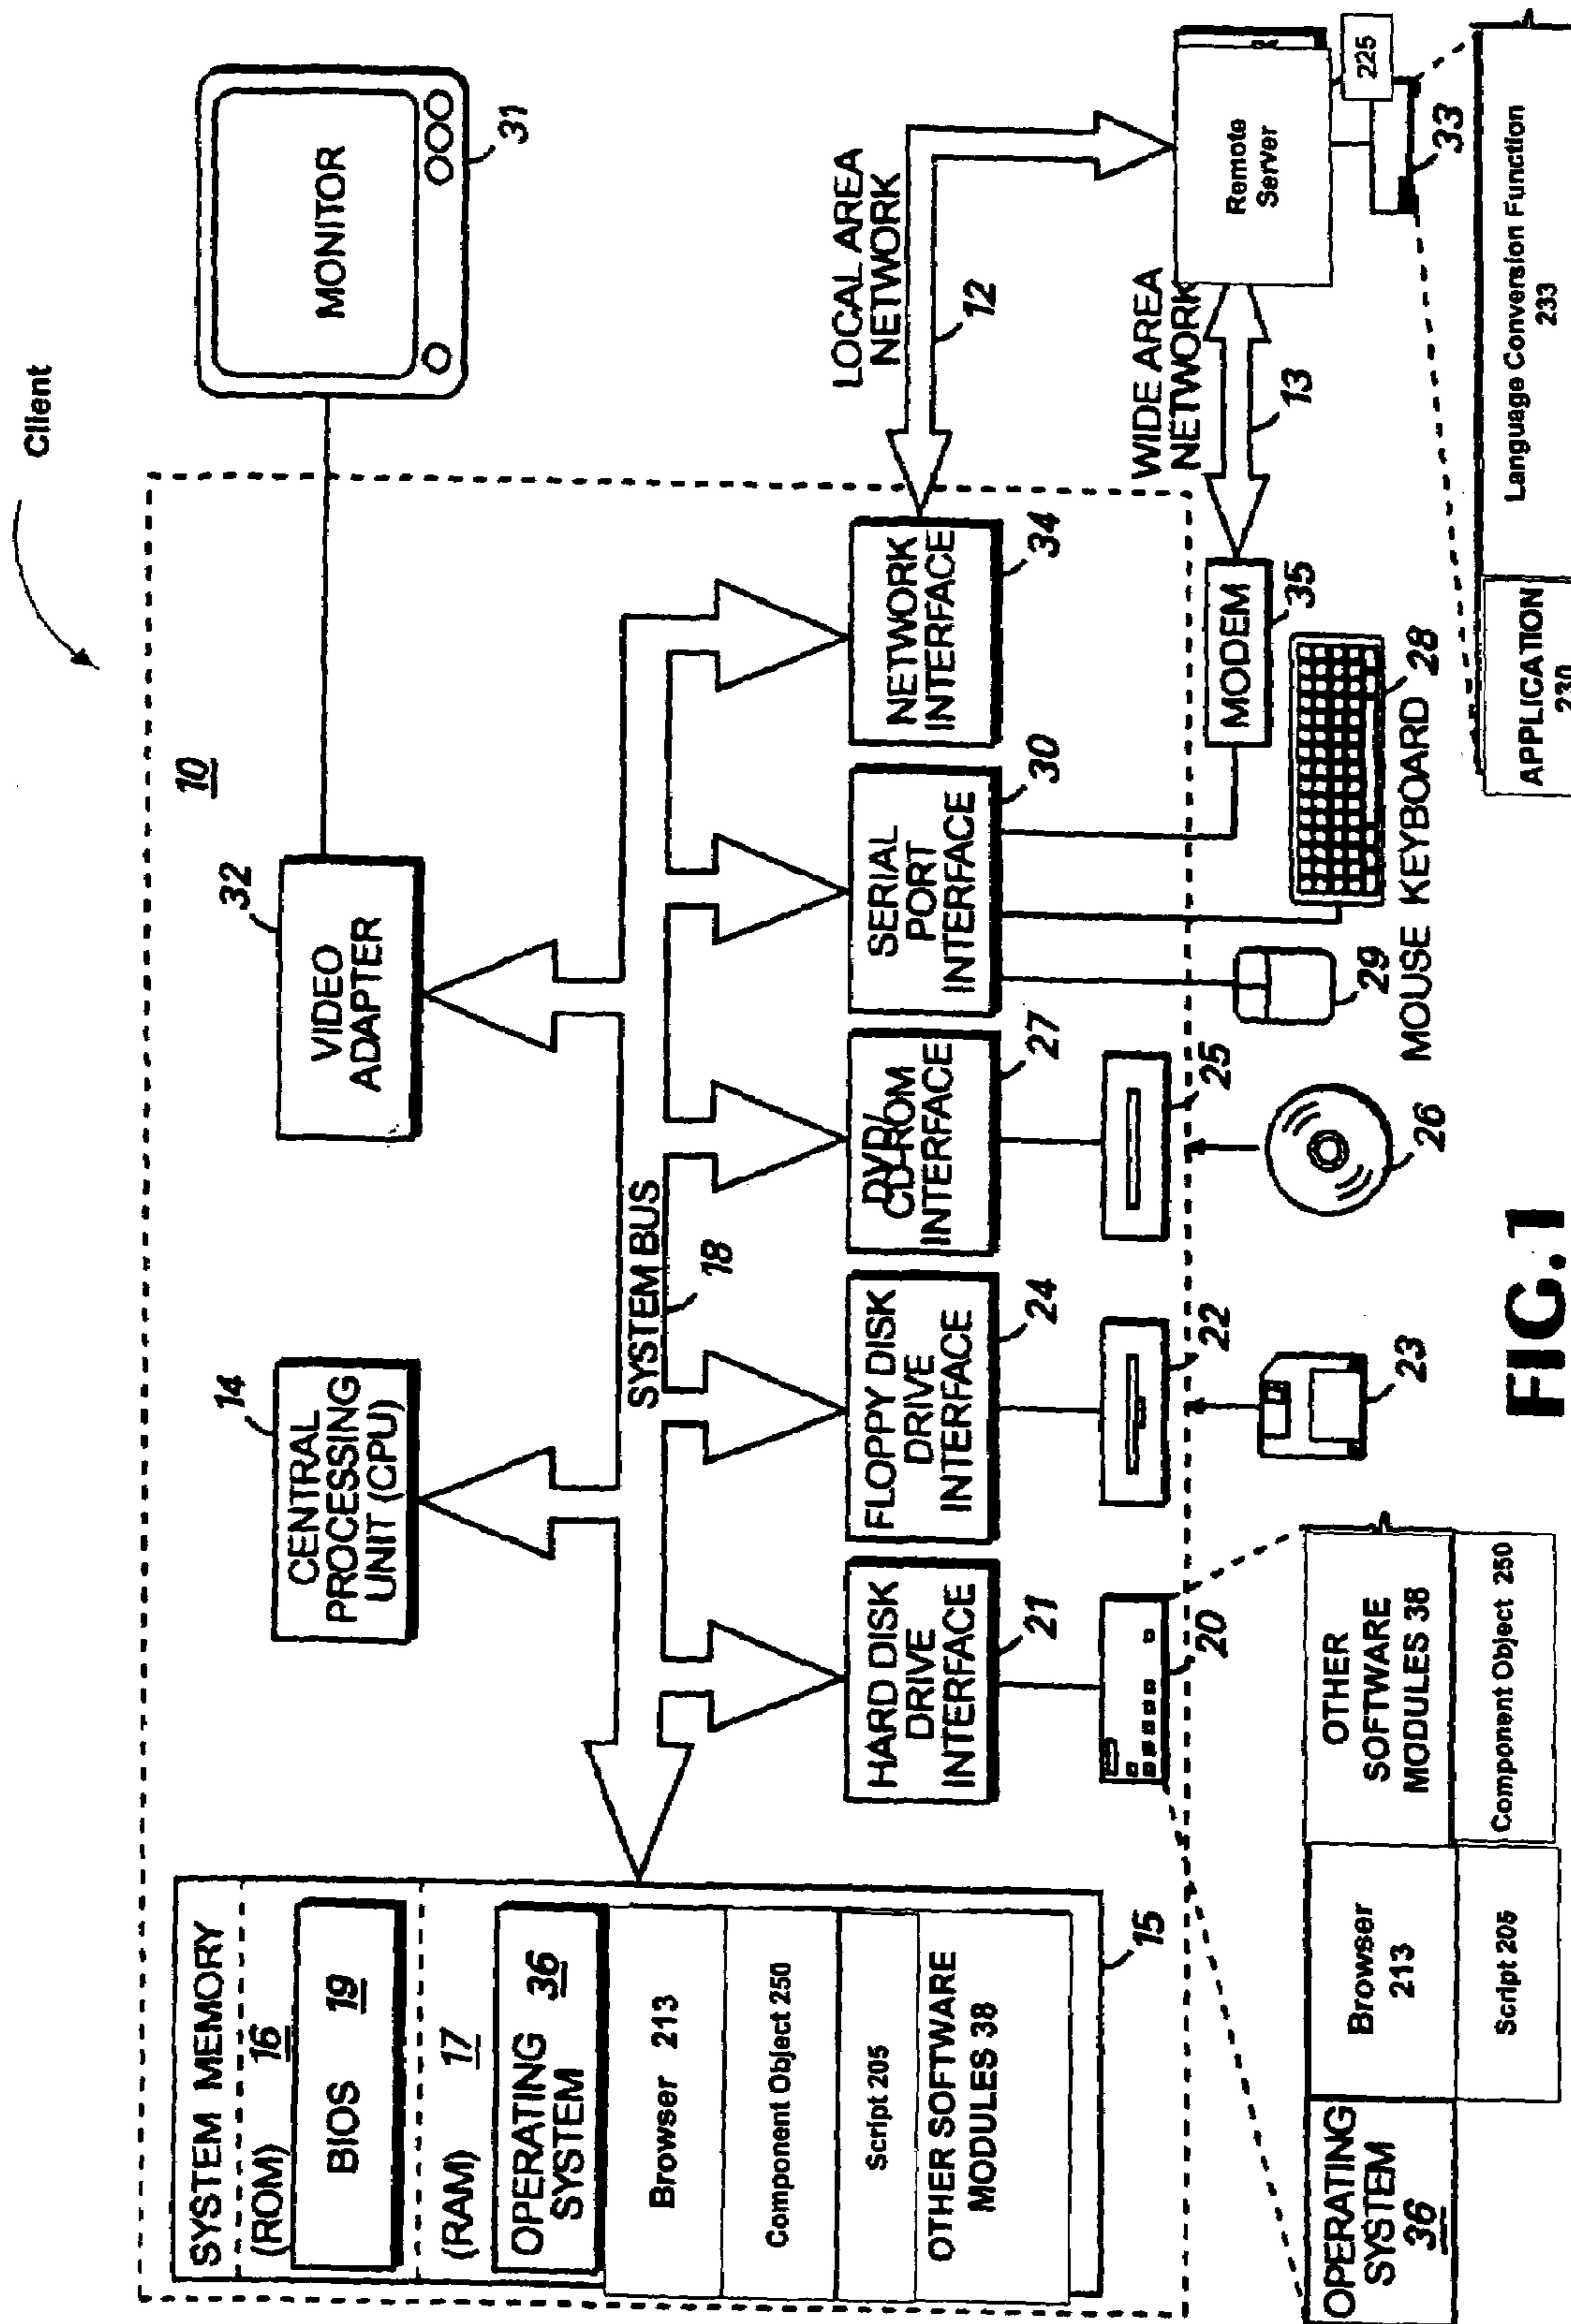 Client
10
SYSTEM MEMORY
(ROM) 16
BIOS 19
(RAM) 17
OPERATING
SYSTEM 36
Browser 213
Component Object 250
Script 205
OTHER SOFTWARE
MODULES 38
15
14
CENTRAL
PROCESSING
UNIT (CPU)
32
VIDEO
ADAPTER
MONITOR
31
SYSTEM BUS
18
HARD DISK
DRIVE
INTERFACE
21
FLOPPY DISK
DRIVE
INTERFACE
24
DVD/
CD-ROM
INTERFACE
27
SERIAL
PORT
INTERFACE
30
NETWORK
INTERFACE
34
LOCAL AREA
NETWORK
12
WIDE AREA
NETWORK
13
Remote
Server
225
33
20
22
25
23
26
29
MOUSE
KEYBOARD
28
MODEM
35
OPERATING
SYSTEM
36
Browser
213
OTHER
SOFTWARE
MODULES 38
Script 205
Component Object 250
APPLICATION
230
Language Conversion Function
233
FIG.1